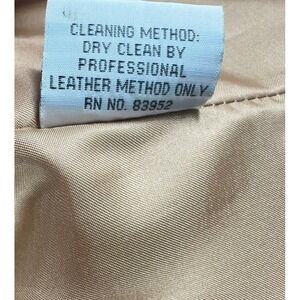 CLEANING METHOD:
DRY CLEAN BY
PROFESSIONAL
LEATHER METHOD ONLY
RN NO. 83952